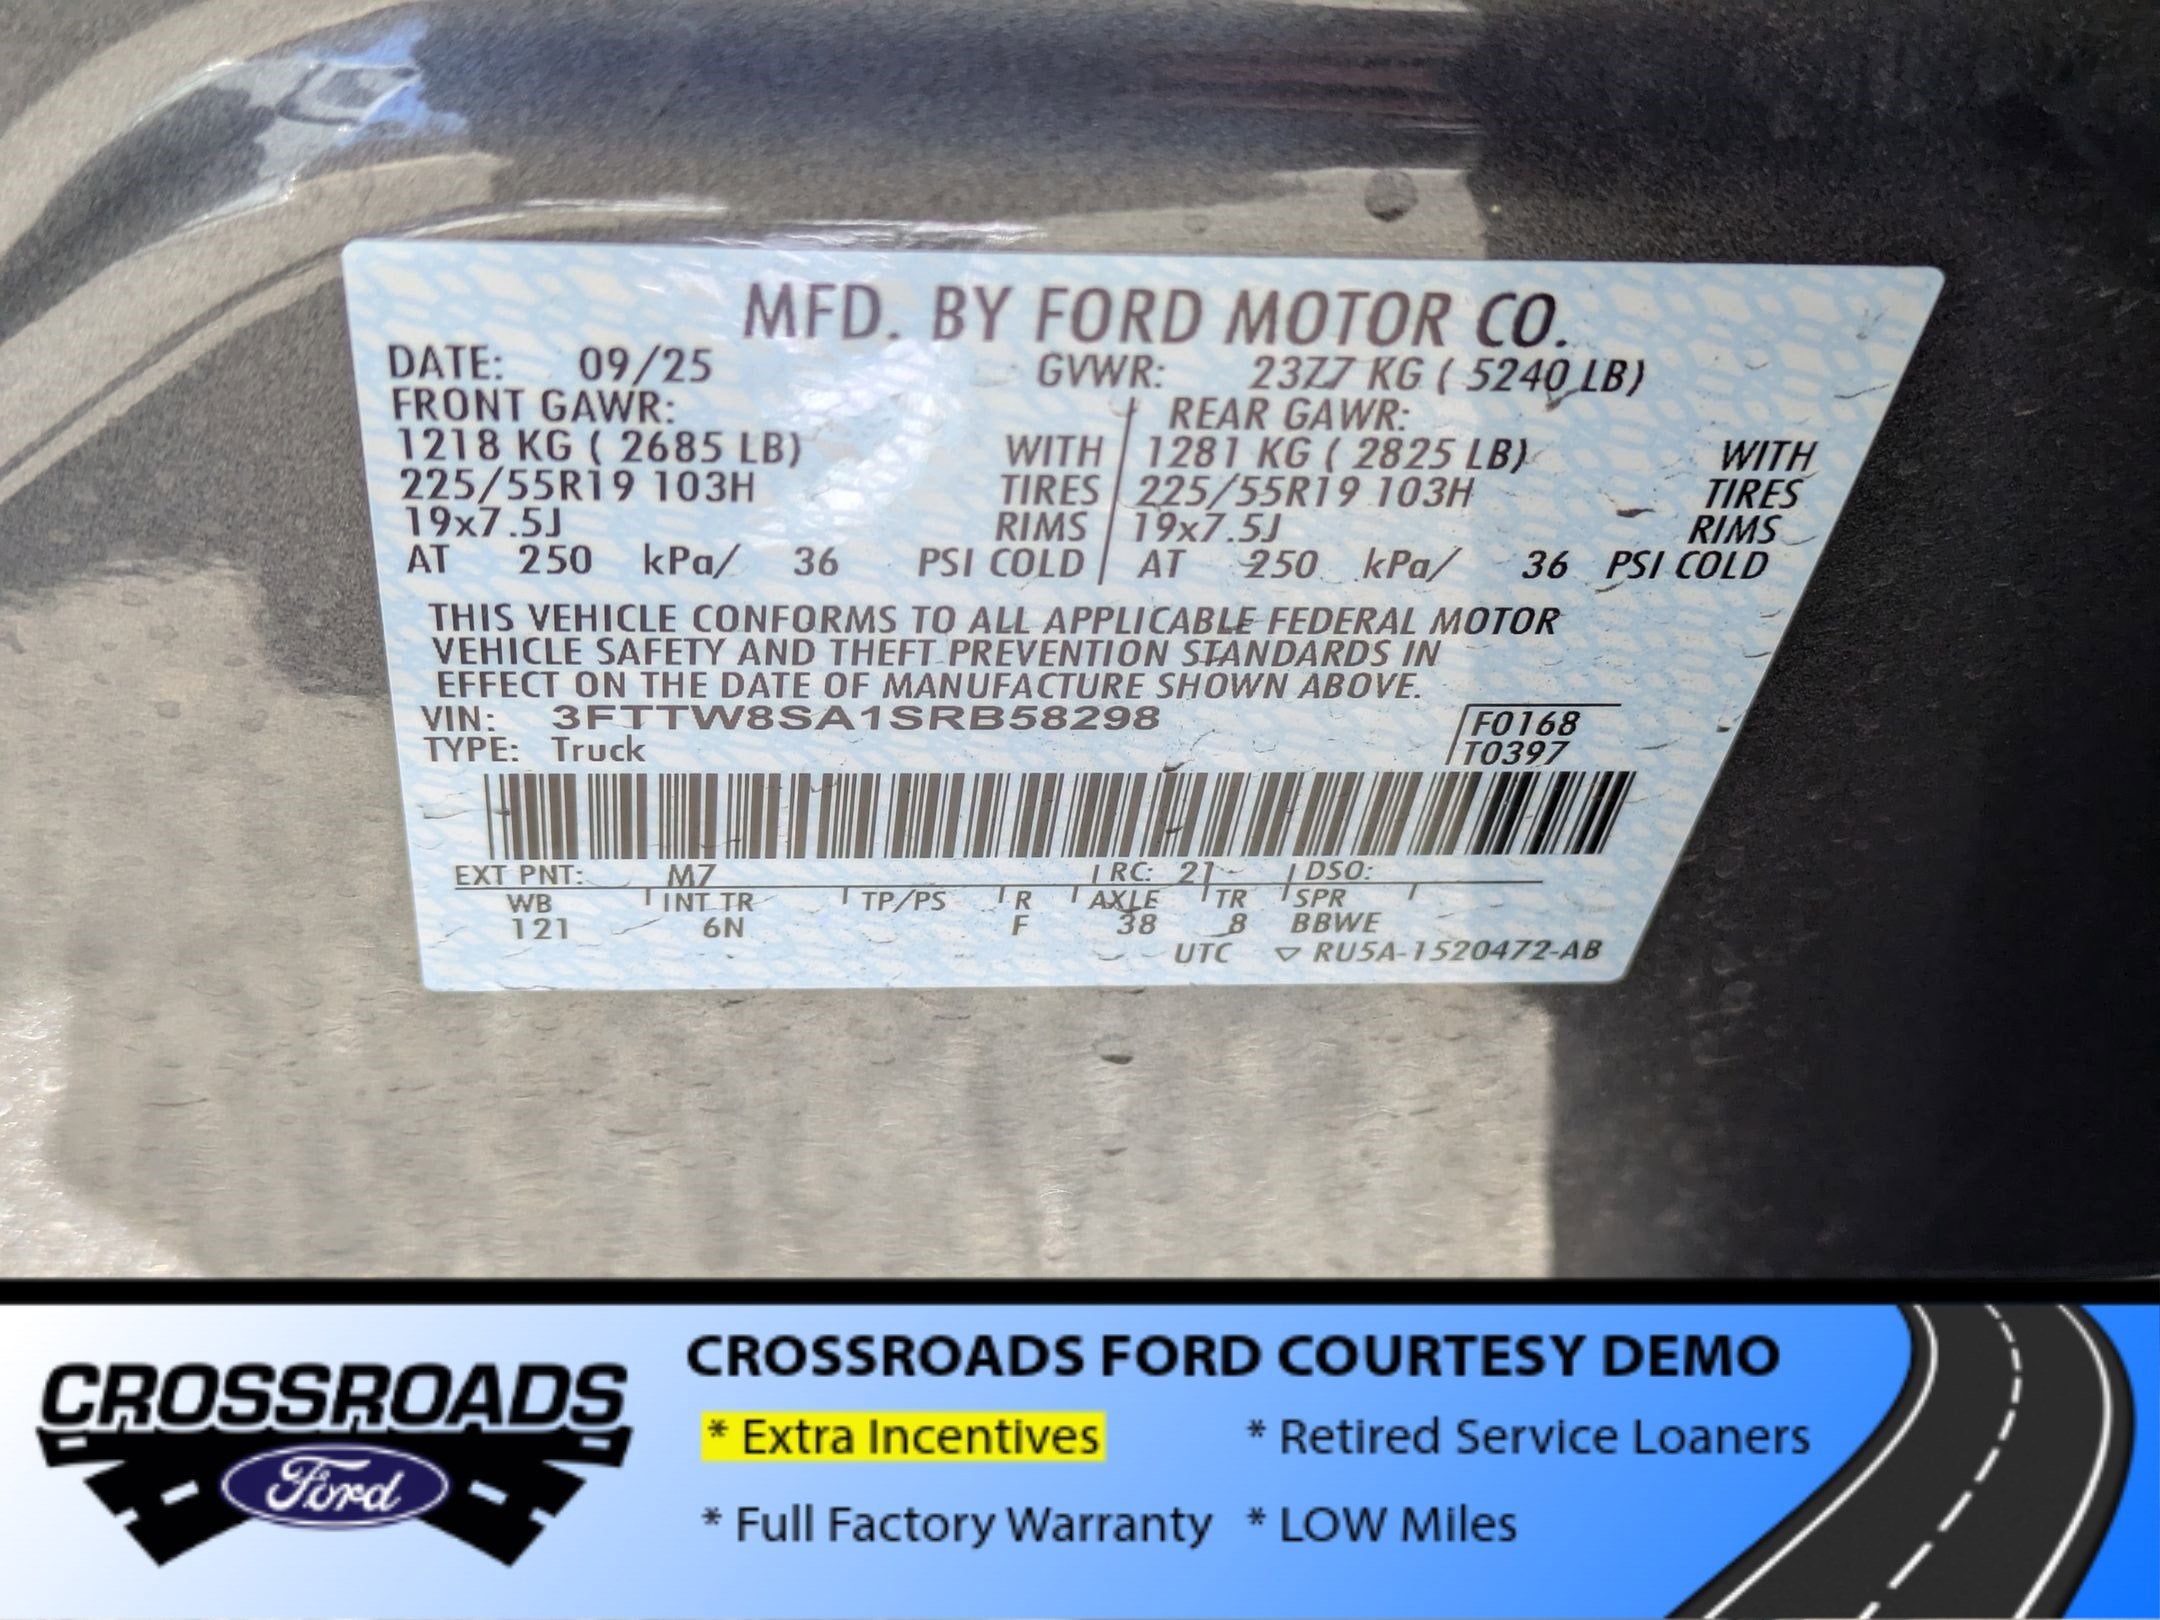 MFD. BY FORD MOTOR CO.
DATE: 09/25 GVWR: 2377 KG ( 5240 LB)
FRONT GAWR: REAR GAWR:
1218 KG ( 2685 LB) WITH 1281 KG ( 2825 LB) WITH
225/55R19 103H TIRES 225/55R19 103H TIRES
19x7.5J RIMS 19x7.5J RIMS
AT 250 kPa/ 36 PSI COLD AT 250 kPa/ 36 PSI COLD
THIS VEHICLE CONFORMS TO ALL APPLICABLE FEDERAL MOTOR
VEHICLE SAFETY AND THEFT PREVENTION STANDARDS IN
EFFECT ON THE DATE OF MANUFACTURE SHOWN ABOVE.
VIN: 3FTTW8SA1SRB58298 F0168
TYPE: Truck T0397
EXT PNT: M7 RC: 21 DSO:
WB INT TR TP/PS R AXLE TR SPR
121 6N F 38 8 BBWE
UTC ▽ RU5A-1520472-AB
CROSSROADS
Ford
CROSSROADS FORD COURTESY DEMO
* Extra Incentives * Retired Service Loaners
* Full Factory Warranty * LOW Miles